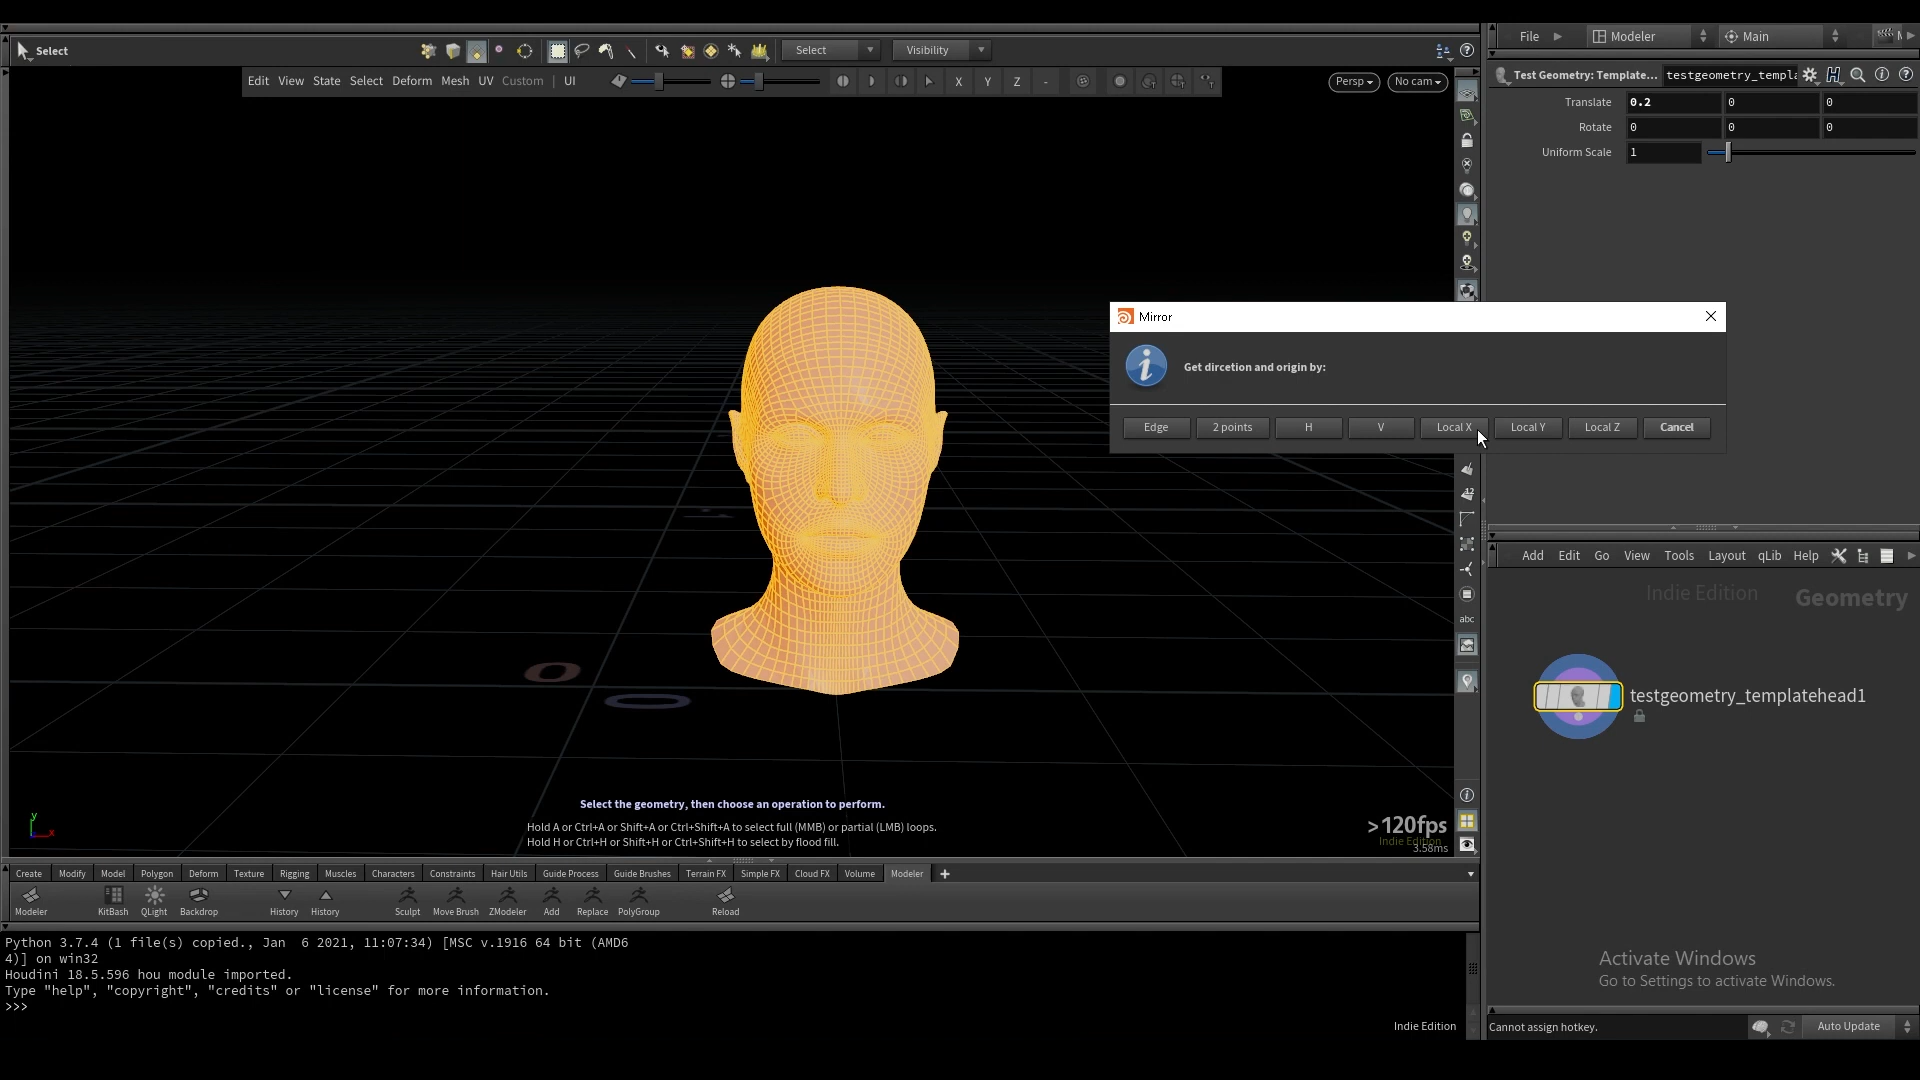 Select
Select
Visibility
File
Modeler
Main
Edit View State Select Deform Mesh UV Custom | UI
X Y Z -
Persp
No cam
Test Geometry: Template...
testgeometry_templa
Translate 0.2 0 0
Rotate 0 0 0
Uniform Scale 1
Mirror
Get dircetion and origin by:
Edge 2 points H V Local X Local Y Local Z Cancel
12
abc
Add Edit Go View Tools Layout qLib Help
Indie Edition
Geometry
testgeometry_templatehead1
y
x
Select the geometry, then choose an operation to perform.
Hold A or Ctrl+A or Shift+A or Ctrl+Shift+A to select full (MMB) or partial (LMB) loops.
Hold H or Ctrl+H or Shift+H or Ctrl+Shift+H to select by flood fill.
>120fps
Indie Edition
3.58ms
Create Modify Model Polygon Deform Texture Rigging Muscles Characters Constraints Hair Utils Guide Process Guide Brushes Terrain FX Simple FX Cloud FX Volume Modeler
Modeler KitBash QLight Backdrop History History Sculpt Move Brush ZModeler Add Replace PolyGroup Reload
Python 3.7.4 (1 file(s) copied., Jan  6 2021, 11:07:34) [MSC v.1916 64 bit (AMD6
4)] on win32
Houdini 18.5.596 hou module imported.
Type "help", "copyright", "credits" or "license" for more information.
>>>
Indie Edition
Activate Windows
Go to Settings to activate Windows.
Cannot assign hotkey.
Auto Update